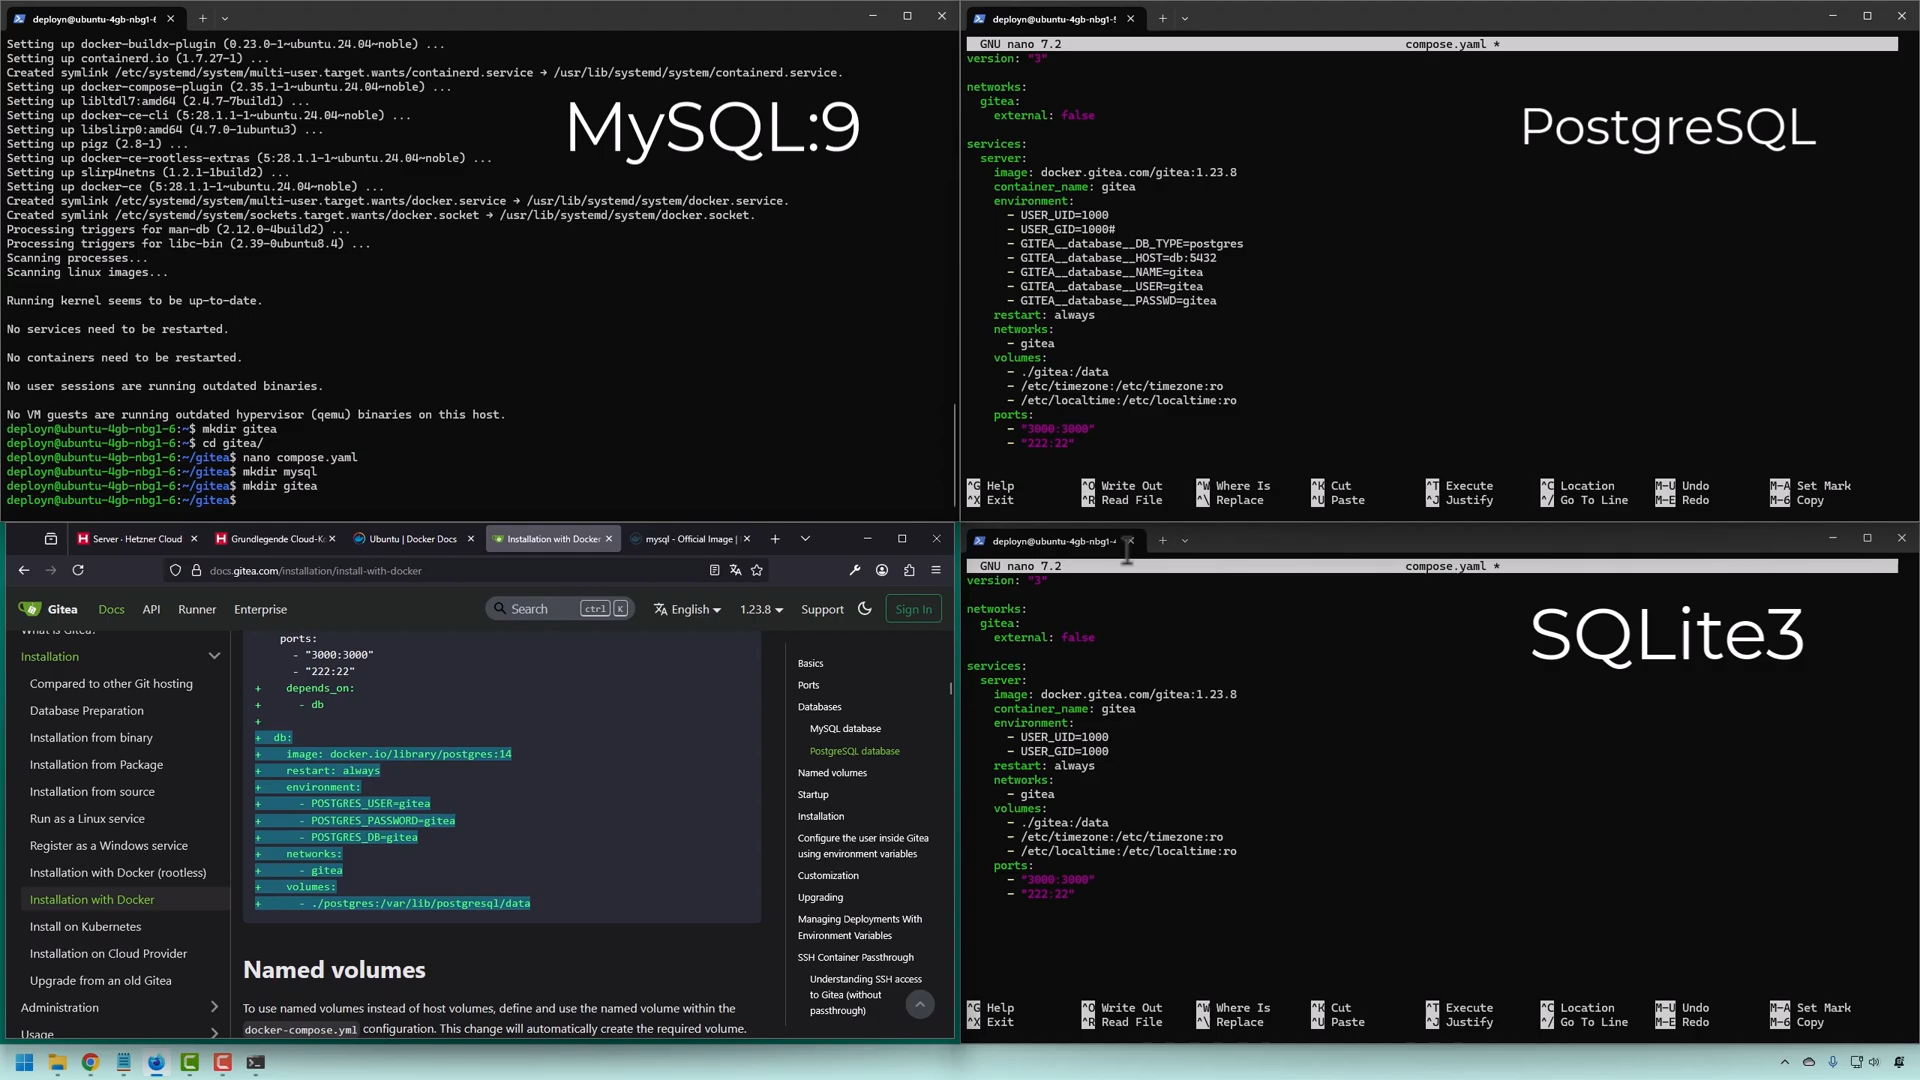 deployn@ubuntu-4gb-nbg1-6
Setting up docker-buildx-plugin (0.23.0-1~ubuntu.24.04~noble) ...
Setting up containerd.io (1.7.27-1) ...
Created symlink /etc/systemd/system/multi-user.target.wants/containerd.service → /usr/lib/systemd/system/containerd.service.
Setting up docker-compose-plugin (2.35.1-1~ubuntu.24.04~noble) ...
Setting up libltdl7:amd64 (2.4.7-7build1) ...
Setting up docker-ce-cli (5:28.1.1-1~ubuntu.24.04~noble) ...
Setting up libslirp0:amd64 (4.7.0-1ubuntu3) ...
Setting up pigz (2.8-1) ...
Setting up docker-ce-rootless-extras (5:28.1.1-1~ubuntu.24.04~noble) ...
Setting up slirp4netns (1.2.1-1build2) ...
Setting up docker-ce (5:28.1.1-1~ubuntu.24.04~noble) ...
Created symlink /etc/systemd/system/multi-user.target.wants/docker.service → /usr/lib/systemd/system/docker.service.
Created symlink /etc/systemd/system/sockets.target.wants/docker.socket → /usr/lib/systemd/system/docker.socket.
Processing triggers for man-db (2.12.0-4build2) ...
Processing triggers for libc-bin (2.39-0ubuntu8.4) ...
Scanning processes...
Scanning linux images...
Running kernel seems to be up-to-date.
No services need to be restarted.
No containers need to be restarted.
No user sessions are running outdated binaries.
No VM guests are running outdated hypervisor (qemu) binaries on this host.
deployn@ubuntu-4gb-nbg1-6:~$ mkdir gitea
deployn@ubuntu-4gb-nbg1-6:~$ cd gitea/
deployn@ubuntu-4gb-nbg1-6:~/gitea$ nano compose.yaml
deployn@ubuntu-4gb-nbg1-6:~/gitea$ mkdir mysql
deployn@ubuntu-4gb-nbg1-6:~/gitea$ mkdir gitea
deployn@ubuntu-4gb-nbg1-6:~/gitea$
MySQL:9
deployn@ubuntu-4gb-nbg1-5
GNU nano 7.2 compose.yaml *
version: "3"
networks:
gitea:
external: false
services:
server:
image: docker.gitea.com/gitea:1.23.8
container_name: gitea
environment:
- USER_UID=1000
- USER_GID=1000#
- GITEA__database__DB_TYPE=postgres
- GITEA__database__HOST=db:5432
- GITEA__database__NAME=gitea
- GITEA__database__USER=gitea
- GITEA__database__PASSWD=gitea
restart: always
networks:
- gitea
volumes:
- ./gitea:/data
- /etc/timezone:/etc/timezone:ro
- /etc/localtime:/etc/localtime:ro
ports:
- "3000:3000"
- "222:22"
PostgreSQL
^G Help ^O Write Out ^W Where Is ^K Cut ^T Execute ^C Location M-U Undo M-A Set Mark
^X Exit ^R Read File ^\ Replace ^U Paste ^J Justify ^/ Go To Line M-E Redo M-6 Copy
Server · Hetzner Cloud
Grundlegende Cloud-Ko
Ubuntu | Docker Docs
Installation with Docker
mysql - Official Image |
docs.gitea.com/installation/install-with-docker
Gitea Docs API Runner Enterprise Search ctrl K English 1.23.8 Support Sign In
What is Gitea?
Installation
Compared to other Git hosting
Database Preparation
Installation from binary
Installation from Package
Installation from source
Run as a Linux service
Register as a Windows service
Installation with Docker (rootless)
Installation with Docker
Install on Kubernetes
Installation on Cloud Provider
Upgrade from an old Gitea
Administration
Usage
ports:
- "3000:3000"
- "222:22"
+ depends_on:
+ - db
+
+ db:
+ image: docker.io/library/postgres:14
+ restart: always
+ environment:
+ - POSTGRES_USER=gitea
+ - POSTGRES_PASSWORD=gitea
+ - POSTGRES_DB=gitea
+ networks:
+ - gitea
+ volumes:
+ - ./postgres:/var/lib/postgresql/data
Named volumes
To use named volumes instead of host volumes, define and use the named volume within the
docker-compose.yml configuration. This change will automatically create the required volume.
Basics
Ports
Databases
MySQL database
PostgreSQL database
Named volumes
Startup
Installation
Configure the user inside Gitea
using environment variables
Customization
Upgrading
Managing Deployments With
Environment Variables
SSH Container Passthrough
Understanding SSH access
to Gitea (without
passthrough)
deployn@ubuntu-4gb-nbg1-4
GNU nano 7.2 compose.yaml *
version: "3"
networks:
gitea:
external: false
services:
server:
image: docker.gitea.com/gitea:1.23.8
container_name: gitea
environment:
- USER_UID=1000
- USER_GID=1000
restart: always
networks:
- gitea
volumes:
- ./gitea:/data
- /etc/timezone:/etc/timezone:ro
- /etc/localtime:/etc/localtime:ro
ports:
- "3000:3000"
- "222:22"
SQLite3
^G Help ^O Write Out ^W Where Is ^K Cut ^T Execute ^C Location M-U Undo M-A Set Mark
^X Exit ^R Read File ^\ Replace ^U Paste ^J Justify ^/ Go To Line M-E Redo M-6 Copy